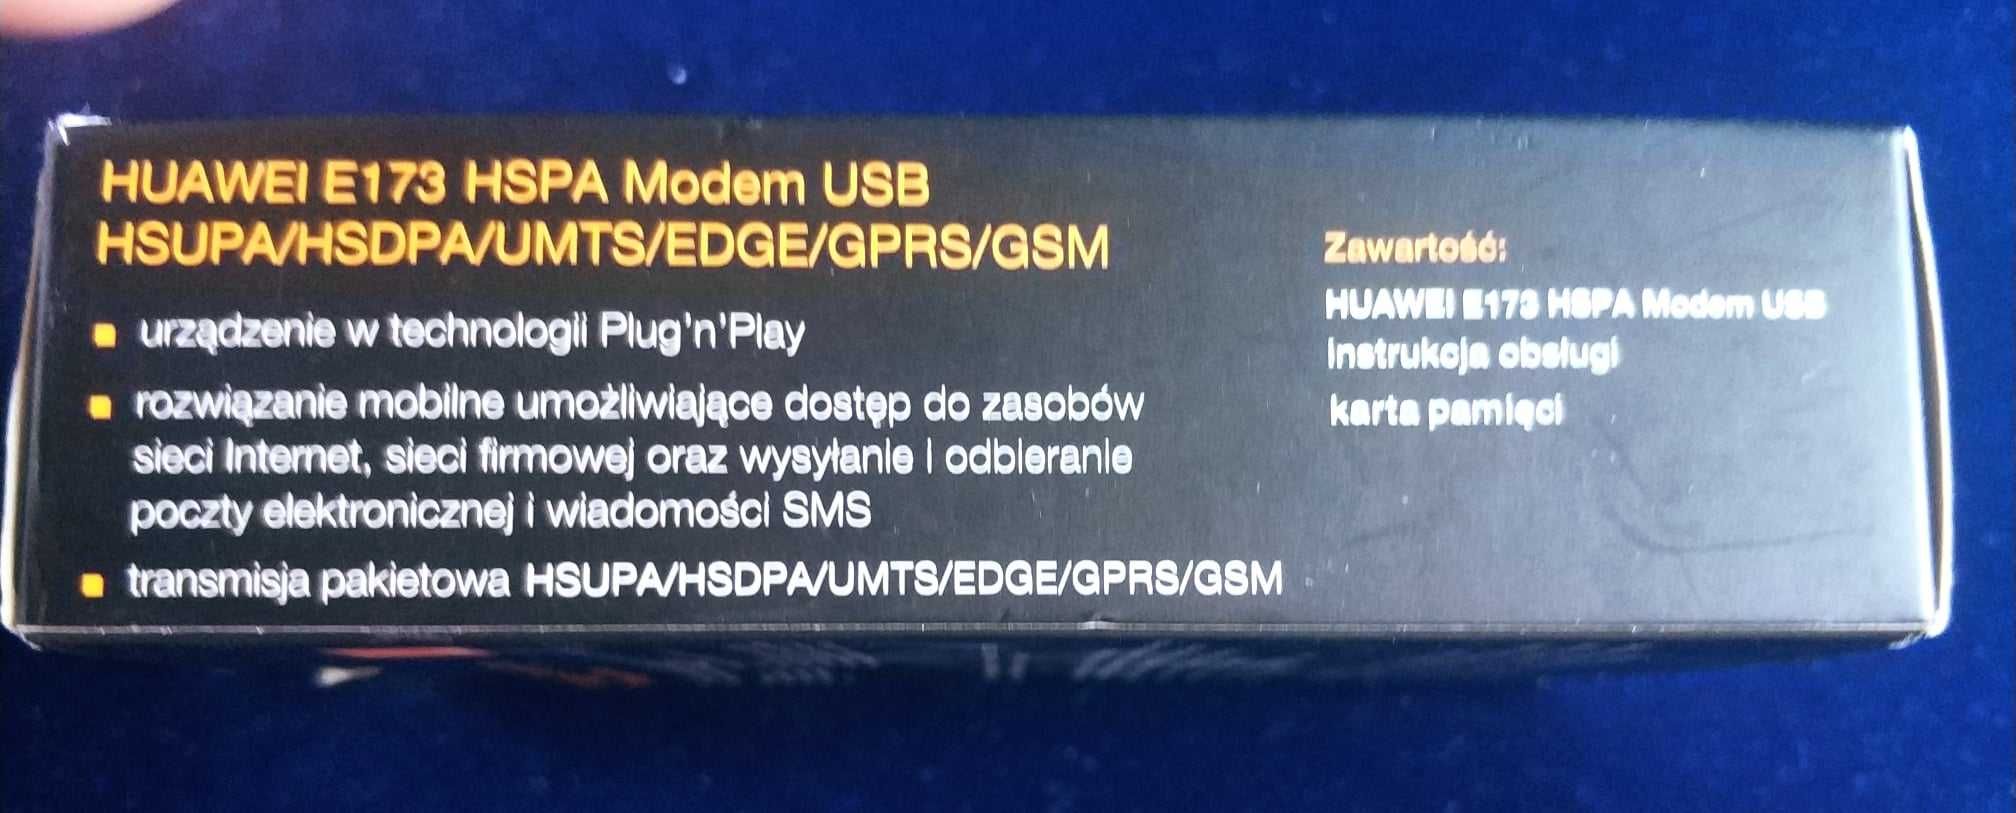 HUAWEI E173 HSPA Modem USB
HSUPA/HSDPA/UMTS/EDGE/GPRS/GSM
urządzenie w technologii Plug'n'Play
rozwiązanie mobilne umożliwiające dostęp do zasobów
sieci Internet, sieci firmowej oraz wysyłanie i odbieranie
poczty elektronicznej i wiadomości SMS
transmisja pakietowa HSUPA/HSDPA/UMTS/EDGE/GPRS/GSM
Zawartość:
HUAWEI E173 HSPA Modem USB
instrukcja obsługi
karta pamięci